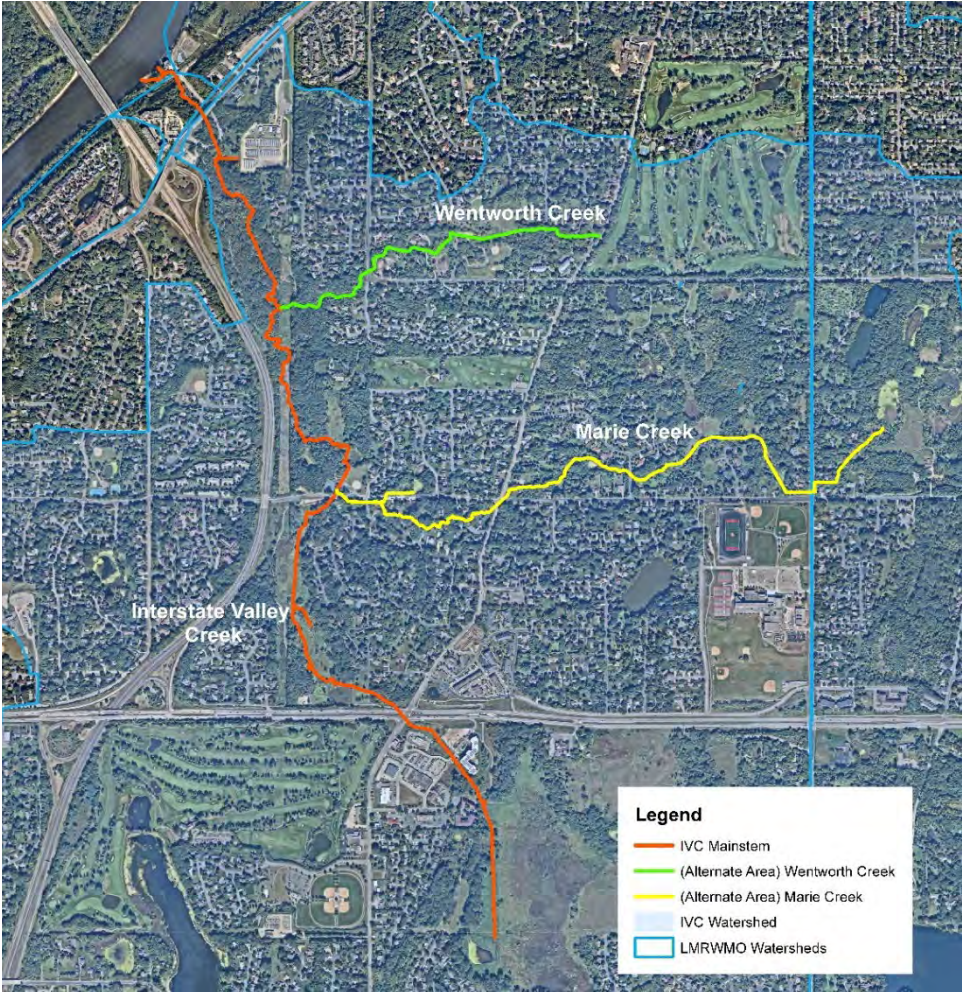 Wentworth Creek
Marie Creek
Interstate Valley
Creek
Legend
IVC Mainstem
(Alternate Area) Wentworth Creek
(Alternate Area) Marie Creek
IVC Watershed
LMRWMO Watersheds